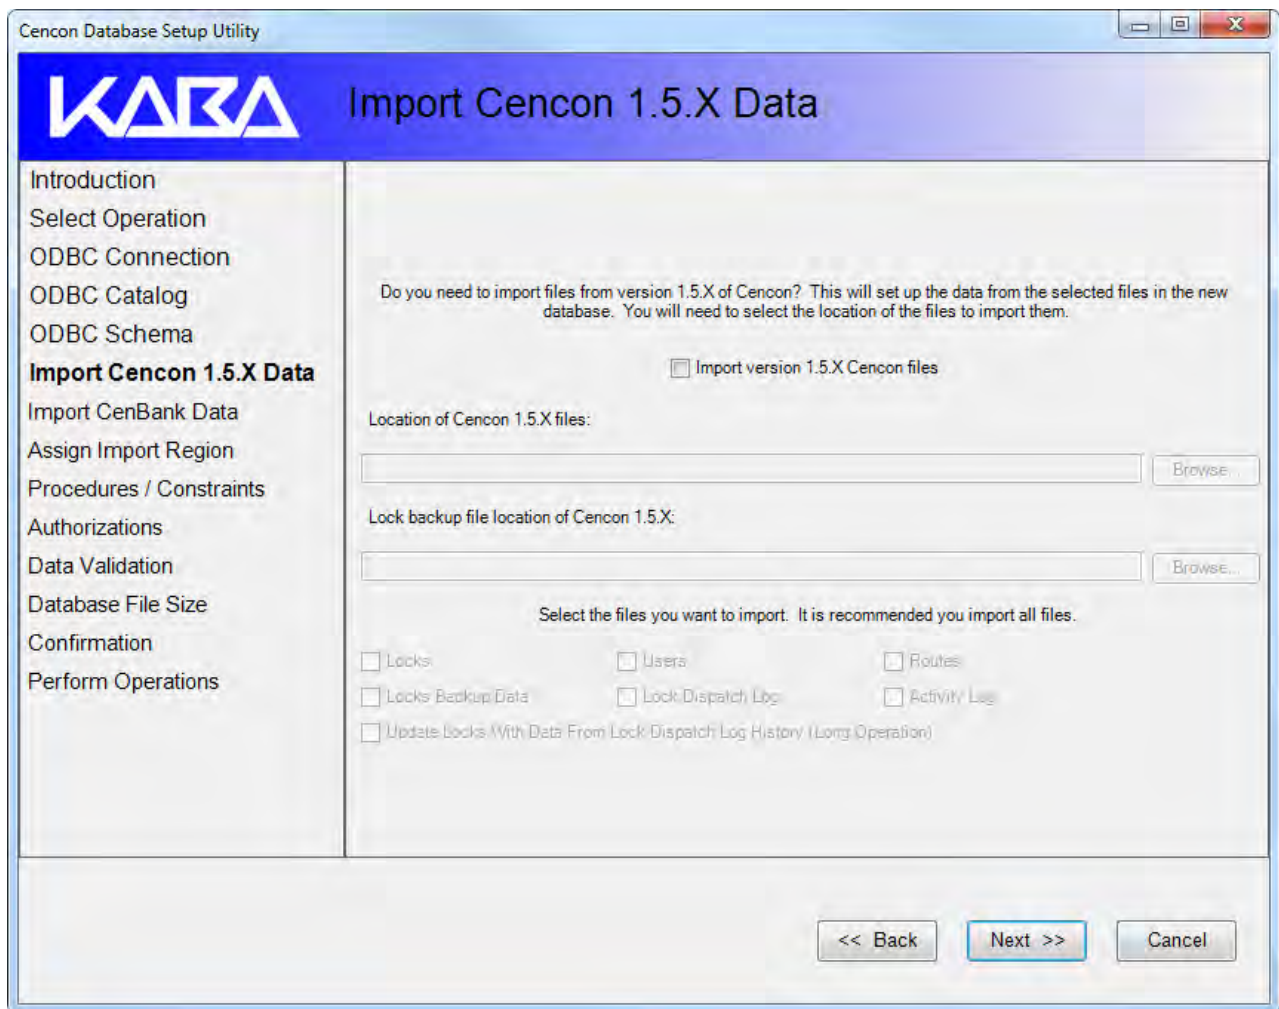 Cencon Database Setup Utility
KABA
Import Cencon 1.5.X Data
Introduction
Select Operation
ODBC Connection
ODBC Catalog
ODBC Schema
Import Cencon 1.5.X Data
Import CenBank Data
Assign Import Region
Procedures / Constraints
Authorizations
Data Validation
Database File Size
Confirmation
Perform Operations
Do you need to import files from version 1.5.X of Cencon? This will set up the data from the selected files in the new
database. You will need to select the location of the files to import them.
Import version 1.5.X Cencon files
Location of Cencon 1.5.X files:
Browse...
Lock backup file location of Cencon 1.5.X:
Browse...
Select the files you want to import. It is recommended you import all files.
Locks Users Routes
Locks Backup Data Lock Dispatch Log Activity Log
Update Locks With Data From Lock Dispatch Log History (Long Operation)
<< Back Next >> Cancel